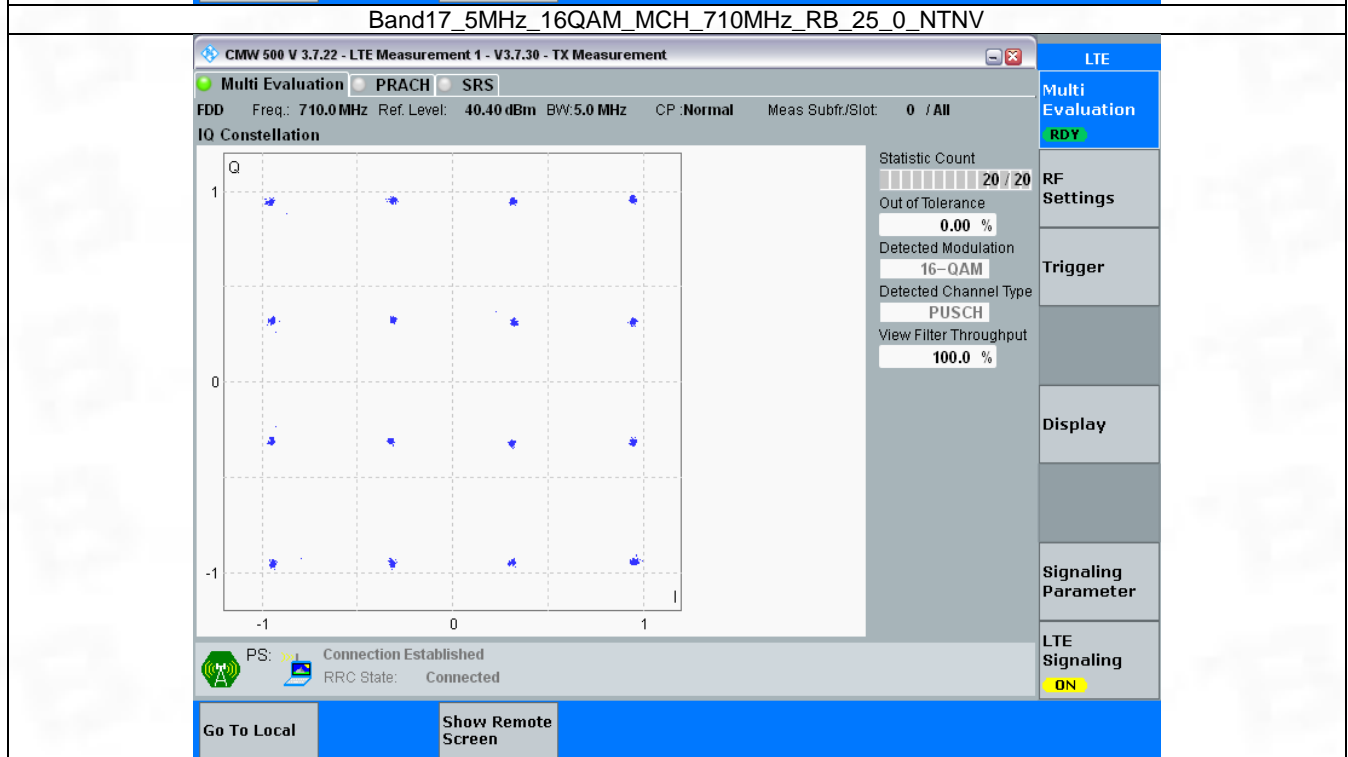 Band17_5MHz_16QAM_MCH_710MHz_RB_25_0_NTNV
CMW 500 V 3.7.22 - LTE Measurement 1 - V3.7.30 - TX Measurement
LTE
Multi Evaluation PRACH SRS
Multi
Evaluation
RDY
FDD Freq.: 710.0 MHz Ref. Level: 40.40 dBm BW:5.0 MHz CP :Normal Meas Subfr./Slot: 0 / All
IQ Constellation
Q
1
0
-1
I
-1 0 1
Statistic Count
20 / 20
Out of Tolerance
0.00 %
Detected Modulation
16-QAM
Detected Channel Type
PUSCH
View Filter Throughput
100.0 %
RF
Settings
Trigger
Display
Signaling
Parameter
LTE
Signaling
ON
PS: Connection Established
RRC State: Connected
Go To Local
Show Remote
Screen